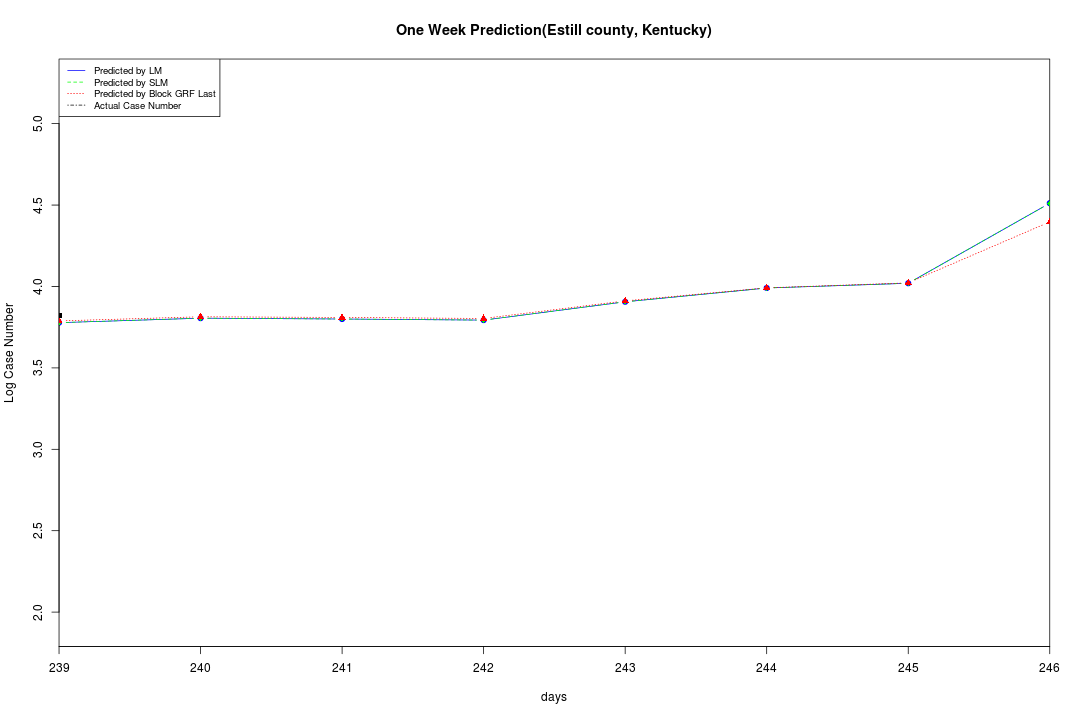 One Week Prediction(Estill county, Kentucky)
Predicted by LM
Predicted by SLM
Predicted by Block GRF Last
Actual Case Number
5.0
4.5
4.0
3.5
3.0
2.5
2.0
Log Case Number
239 240 241 242 243 244 245 246
days